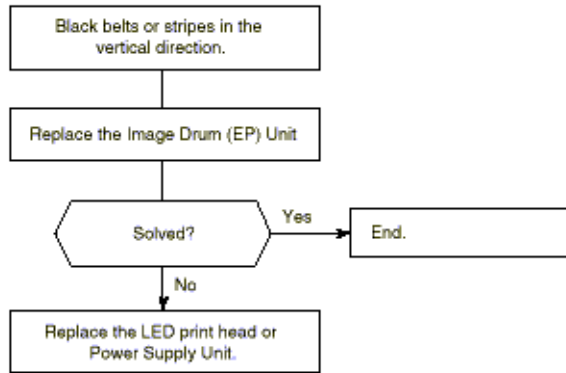 Black belts or stripes in the
vertical direction.
Replace the Image Drum (EP) Unit
Solved?
Yes
End.
No
Replace the LED print head or
Power Supply Unit.